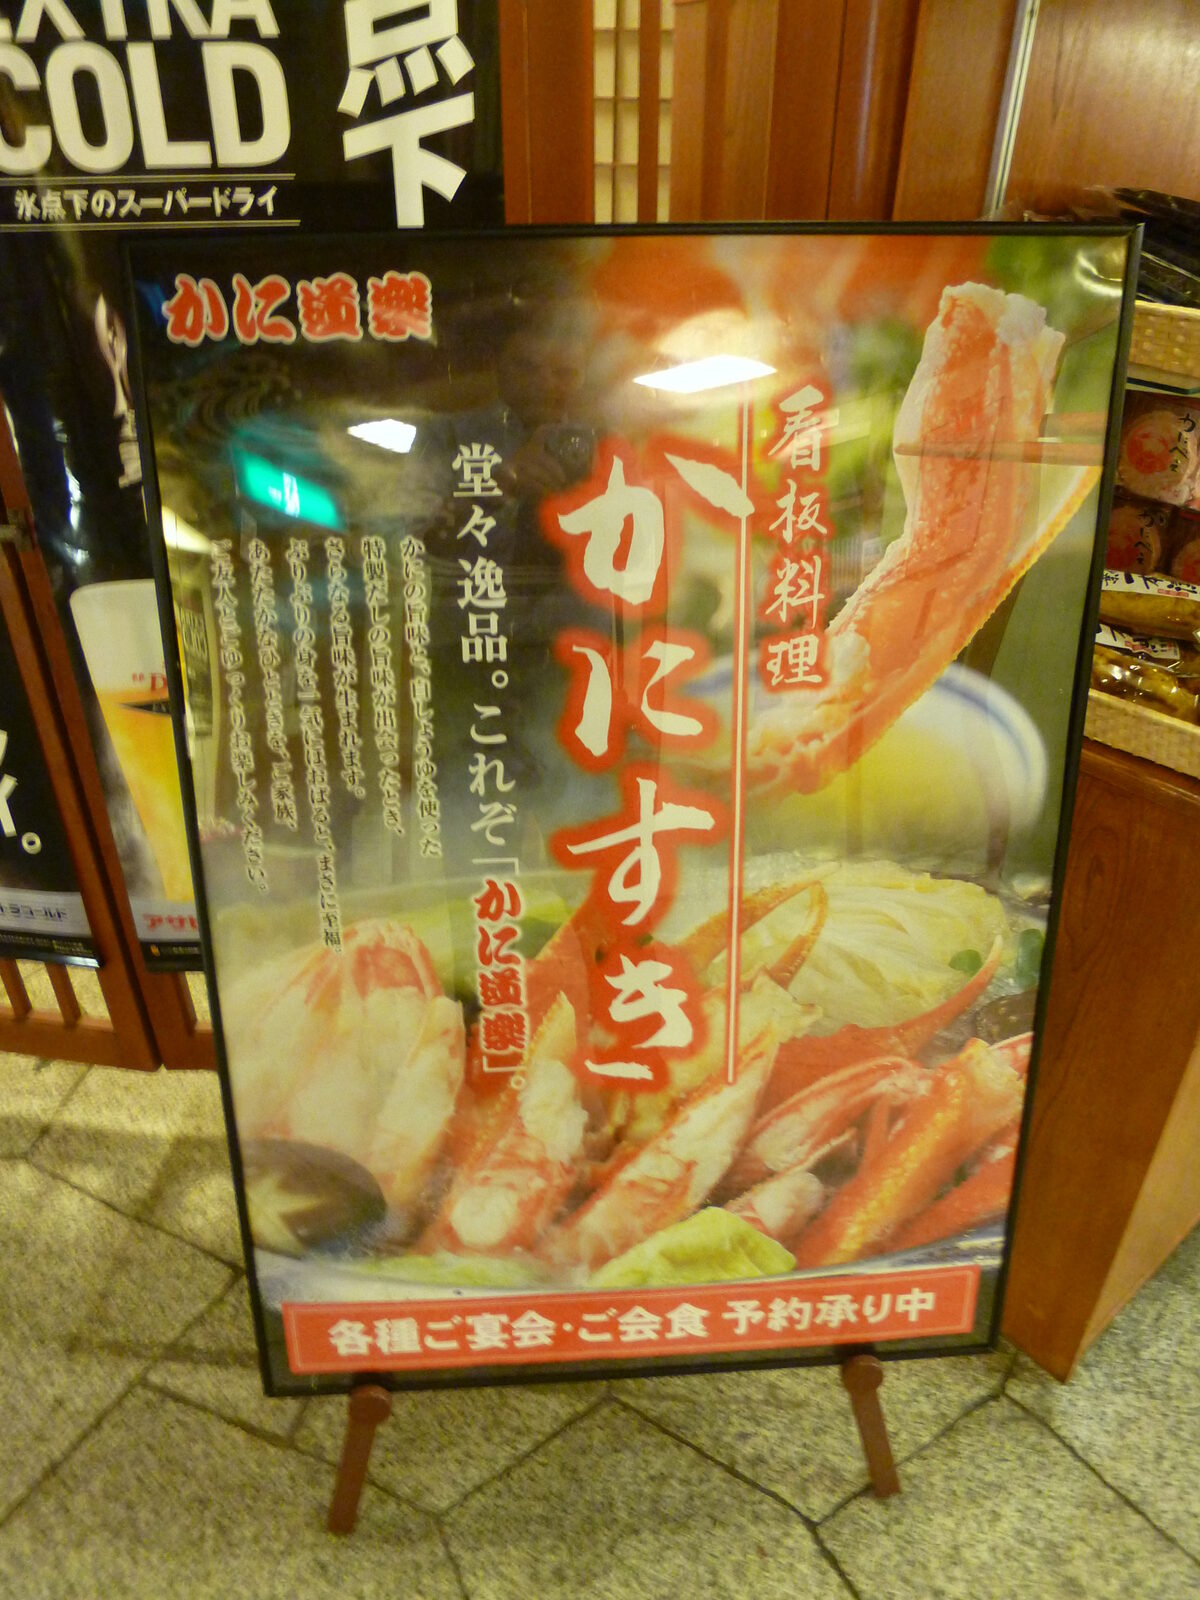 EXTRA
COLD
氷点下のスーパードライ
点下
かに道楽
看板料理
かにすき
堂々逸品。これぞ「かに道楽」。
かにの旨味と、白しょうゆを使った
特製だしの旨味が出会ったとき、
さらなる旨味が生まれます。
ぷりぷりの身を一気にほおばると、まさに至福。
あたたかなひとときを、ご家族、
ご友人とごゆっくりお楽しみください。
各種ご宴会・ご会食 予約承り中